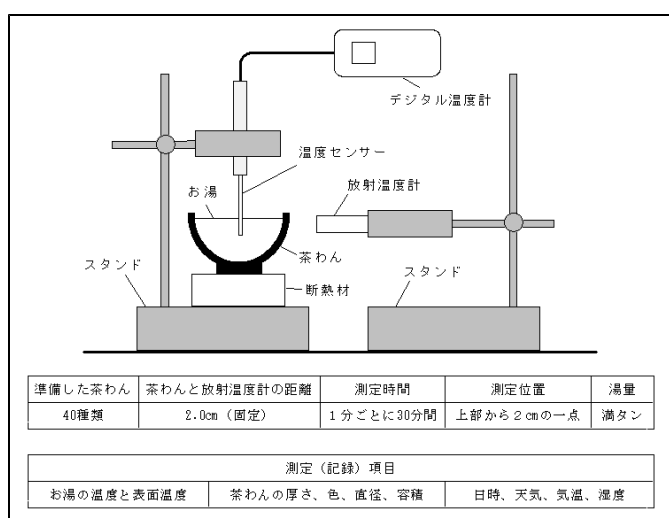 デジタル温度計
温度センサー
放射温度計
お湯
茶わん
スタンド
スタンド
断熱材
準備した茶わん 茶わんと放射温度計の距離 測定時間 測定位置 湯量
40種類 2.0cm（固定） 1分ごとに30分間 上部から2cmの一点 満タン
測定（記録）項目
お湯の温度と表面温度 茶わんの厚さ、色、直径、容積 日時、天気、気温、湿度